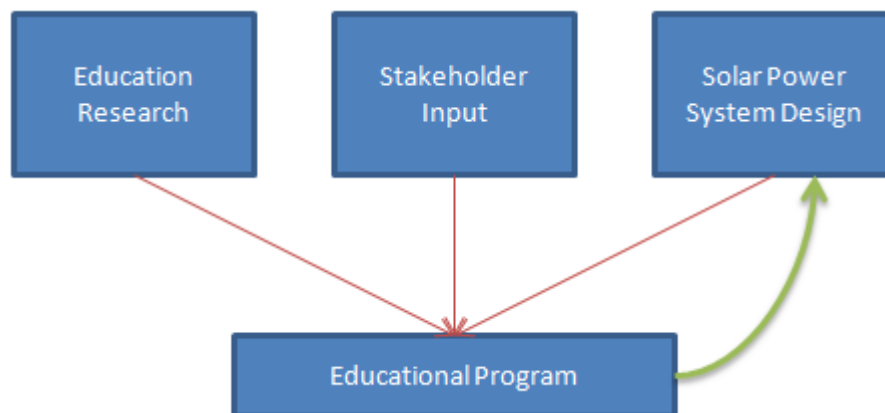 Education
Research
Stakeholder
Input
Solar Power
System Design
Educational Program